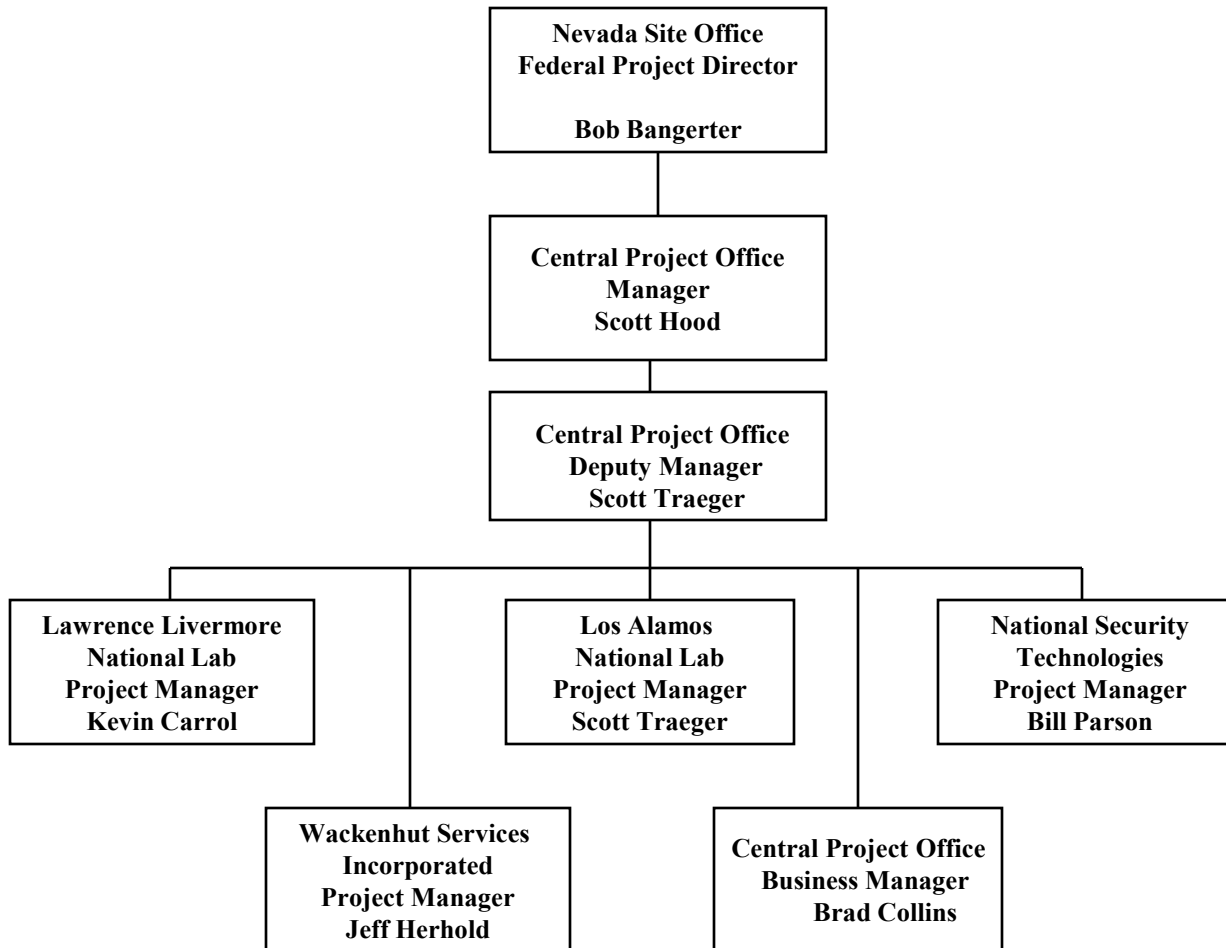 Nevada Site Office
Federal Project Director
Bob Bangerter
Central Project Office
Manager
Scott Hood
Central Project Office
Deputy Manager
Scott Traeger
Lawrence Livermore
National Lab
Project Manager
Kevin Carrol
Los Alamos
National Lab
Project Manager
Scott Traeger
National Security
Technologies
Project Manager
Bill Parson
Wackenhut Services
Incorporated
Project Manager
Jeff Herhold
Central Project Office
Business Manager
Brad Collins